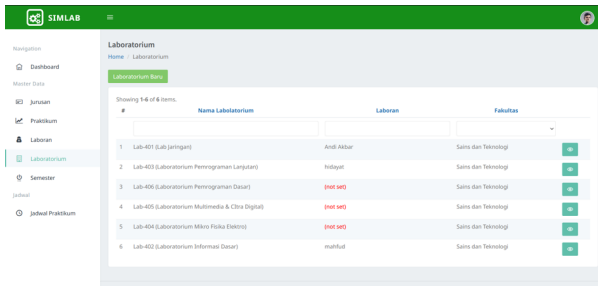 SIMLAB
Navigation
Dashboard
Master Data
Jurusan
Praktikum
Laboran
Laboratorium
Semester
Jadwal
Jadwal Praktikum
Laboratorium
Home / Laboratorium
Laboratorium Baru
Showing 1-6 of 6 items.
# Nama Labolatorium Laboran Fakultas
1 Lab-401 (Lab Jaringan) Andi Akbar Sains dan Teknologi
2 Lab-403 (Laboratorium Pemrograman Lanjutan) hidayat Sains dan Teknologi
3 Lab-406 (Laboratorium Pemrograman Dasar) (not set) Sains dan Teknologi
4 Lab-405 (Laboratorium Multimedia & Citra Digital) (not set) Sains dan Teknologi
5 Lab-404 (Laboratorium Mikro Fisika Elektro) (not set) Sains dan Teknologi
6 Lab-402 (Laboratorium Informasi Dasar) mahfud Sains dan Teknologi